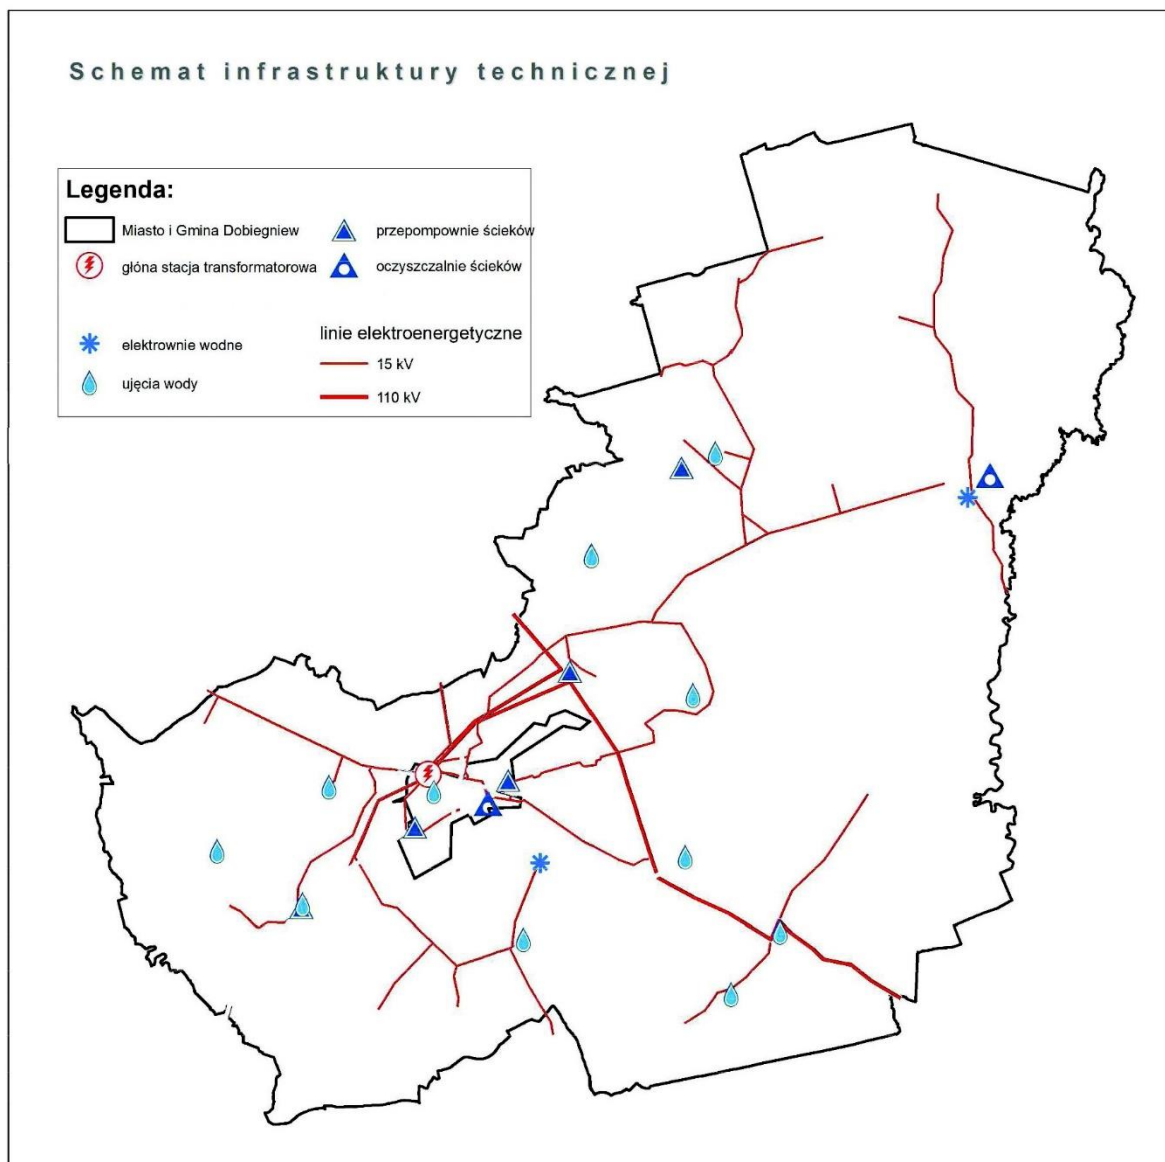 Schemat infrastruktury technicznej
Legenda:
Miasto i Gmina Dobiegniew
przepompownie ścieków
głóna stacja transformatorowa
oczyszczalnie ścieków
linie elektroenergetyczne
elektrownie wodne
15 kV
ujęcia wody
110 kV